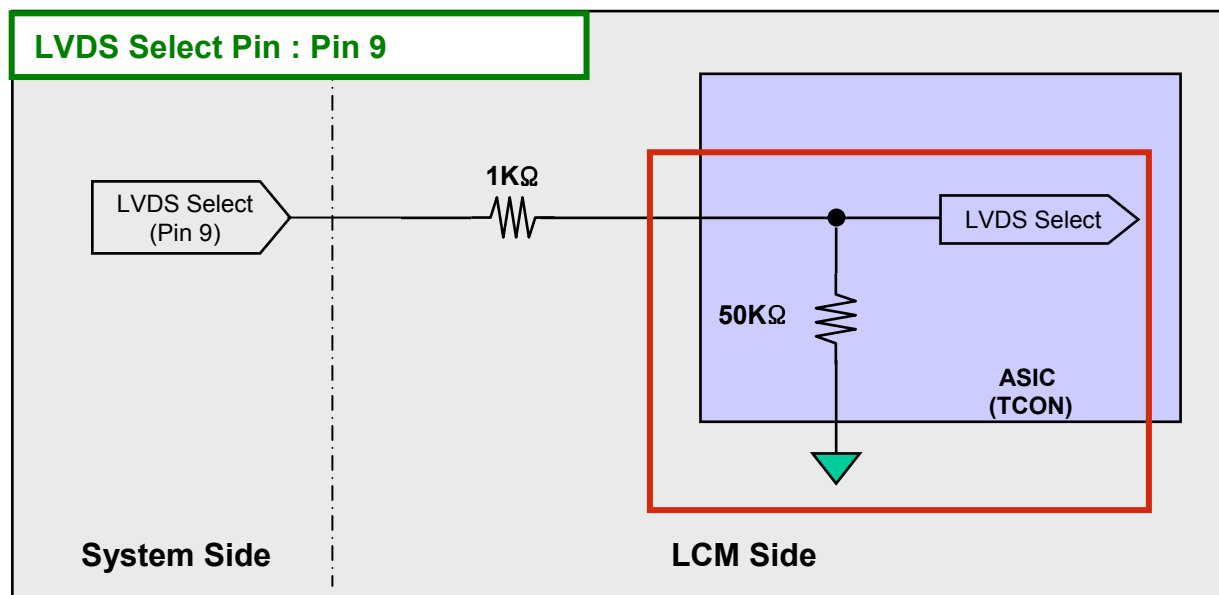 LVDS Select Pin : Pin 9
1KΩ
LVDS Select
(Pin 9)
LVDS Select
50KΩ
ASIC
(TCON)
System Side
LCM Side